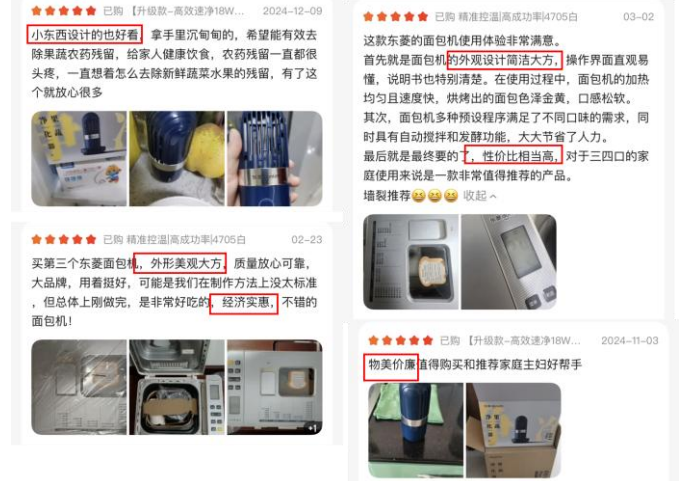 已购 【升级款-高效速净18W... 2024-12-09
小东西设计的也好看，拿手里沉甸甸的，希望能有效去
除果蔬农药残留，给家人健康饮食，农药残留一直都很
头疼，一直想着怎么去除新鲜蔬菜水果的残留，有了这
个就放心很多
已购 精准控温|高成功率|4705白 02-23
买第三个东菱面包机，外形美观大方，质量放心可靠，
大品牌，用着挺好，可能是我们在制作方法上没太标准
，但总体上刚做完，是非常好吃的，经济实惠，不错的
面包机！
+1
已购 精准控温|高成功率|4705白 03-02
这款东菱的面包机使用体验非常满意。
首先就是面包机的外观设计简洁大方，操作界面直观易
懂，说明书也特别清楚。在使用过程中，面包机的加热
均匀且速度快，烘烤出的面包色泽金黄，口感松软。
其次，面包机多种预设程序满足了不同口味的需求，同
时具有自动搅拌和发酵功能，大大节省了人力。
最后就是最终要的了，性价比相当高，对于三四口的家
庭使用来说是一款非常值得推荐的产品。
墙裂推荐😆😆😆 收起
已购 【升级款-高效速净18W... 2024-11-03
物美价廉值得购买和推荐家庭主妇好帮手